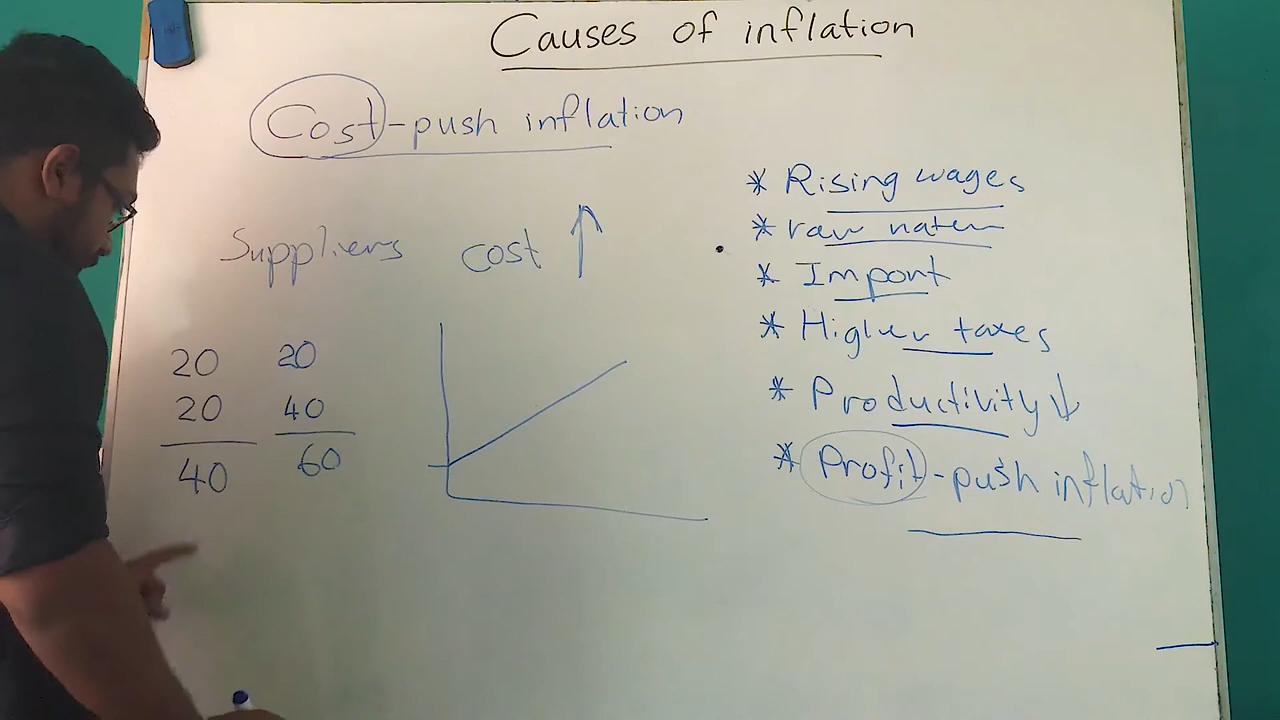 Causes of inflation
Cost-push inflation
Suppliers cost ↑
20 20
20 40
40 60
* Rising wages
* raw
* Import
* Higher taxes
* Productivity ↓
* Profit-push inflation